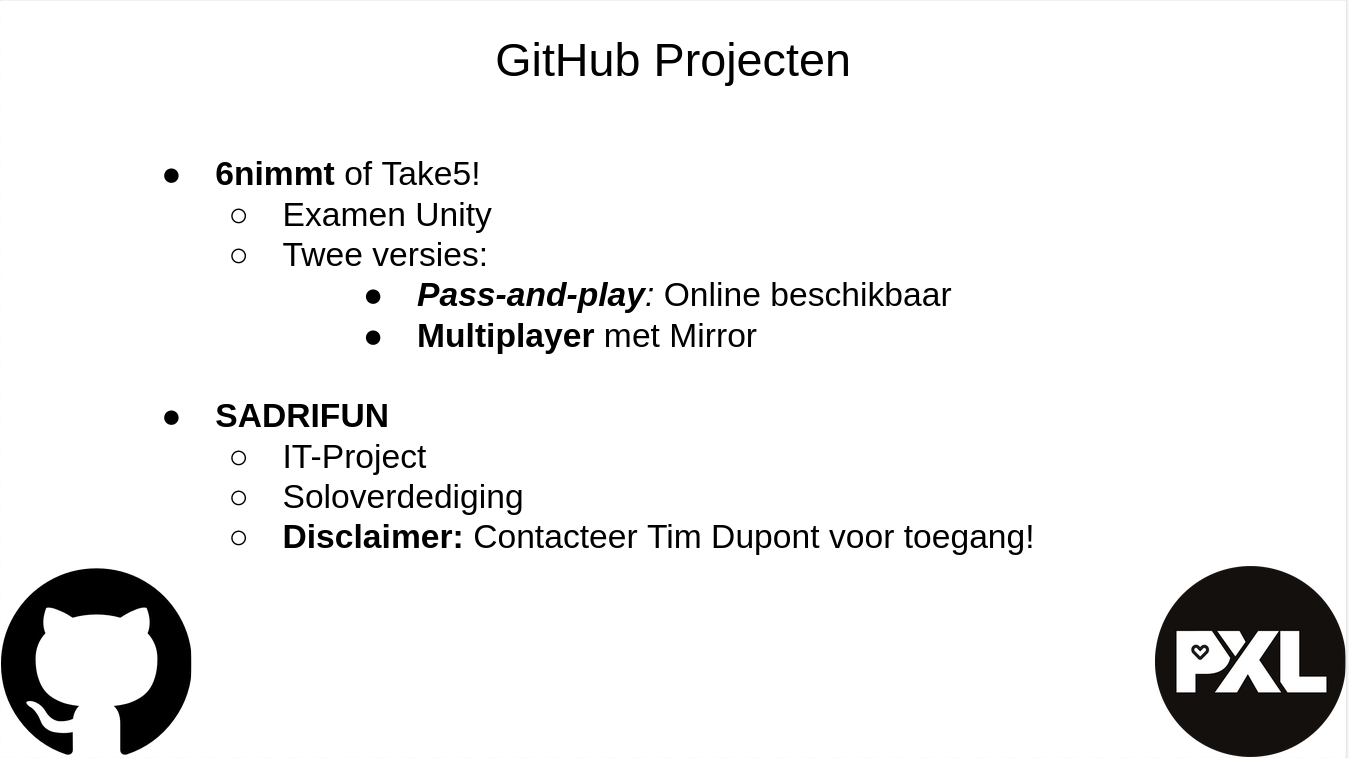 GitHub Projecten
● 6nimmt of Take5!
○ Examen Unity
○ Twee versies:
● Pass-and-play: Online beschikbaar
● Multiplayer met Mirror
● SADRIFUN
○ IT-Project
○ Soloverdediging
○ Disclaimer: Contacteer Tim Dupont voor toegang!
PXL